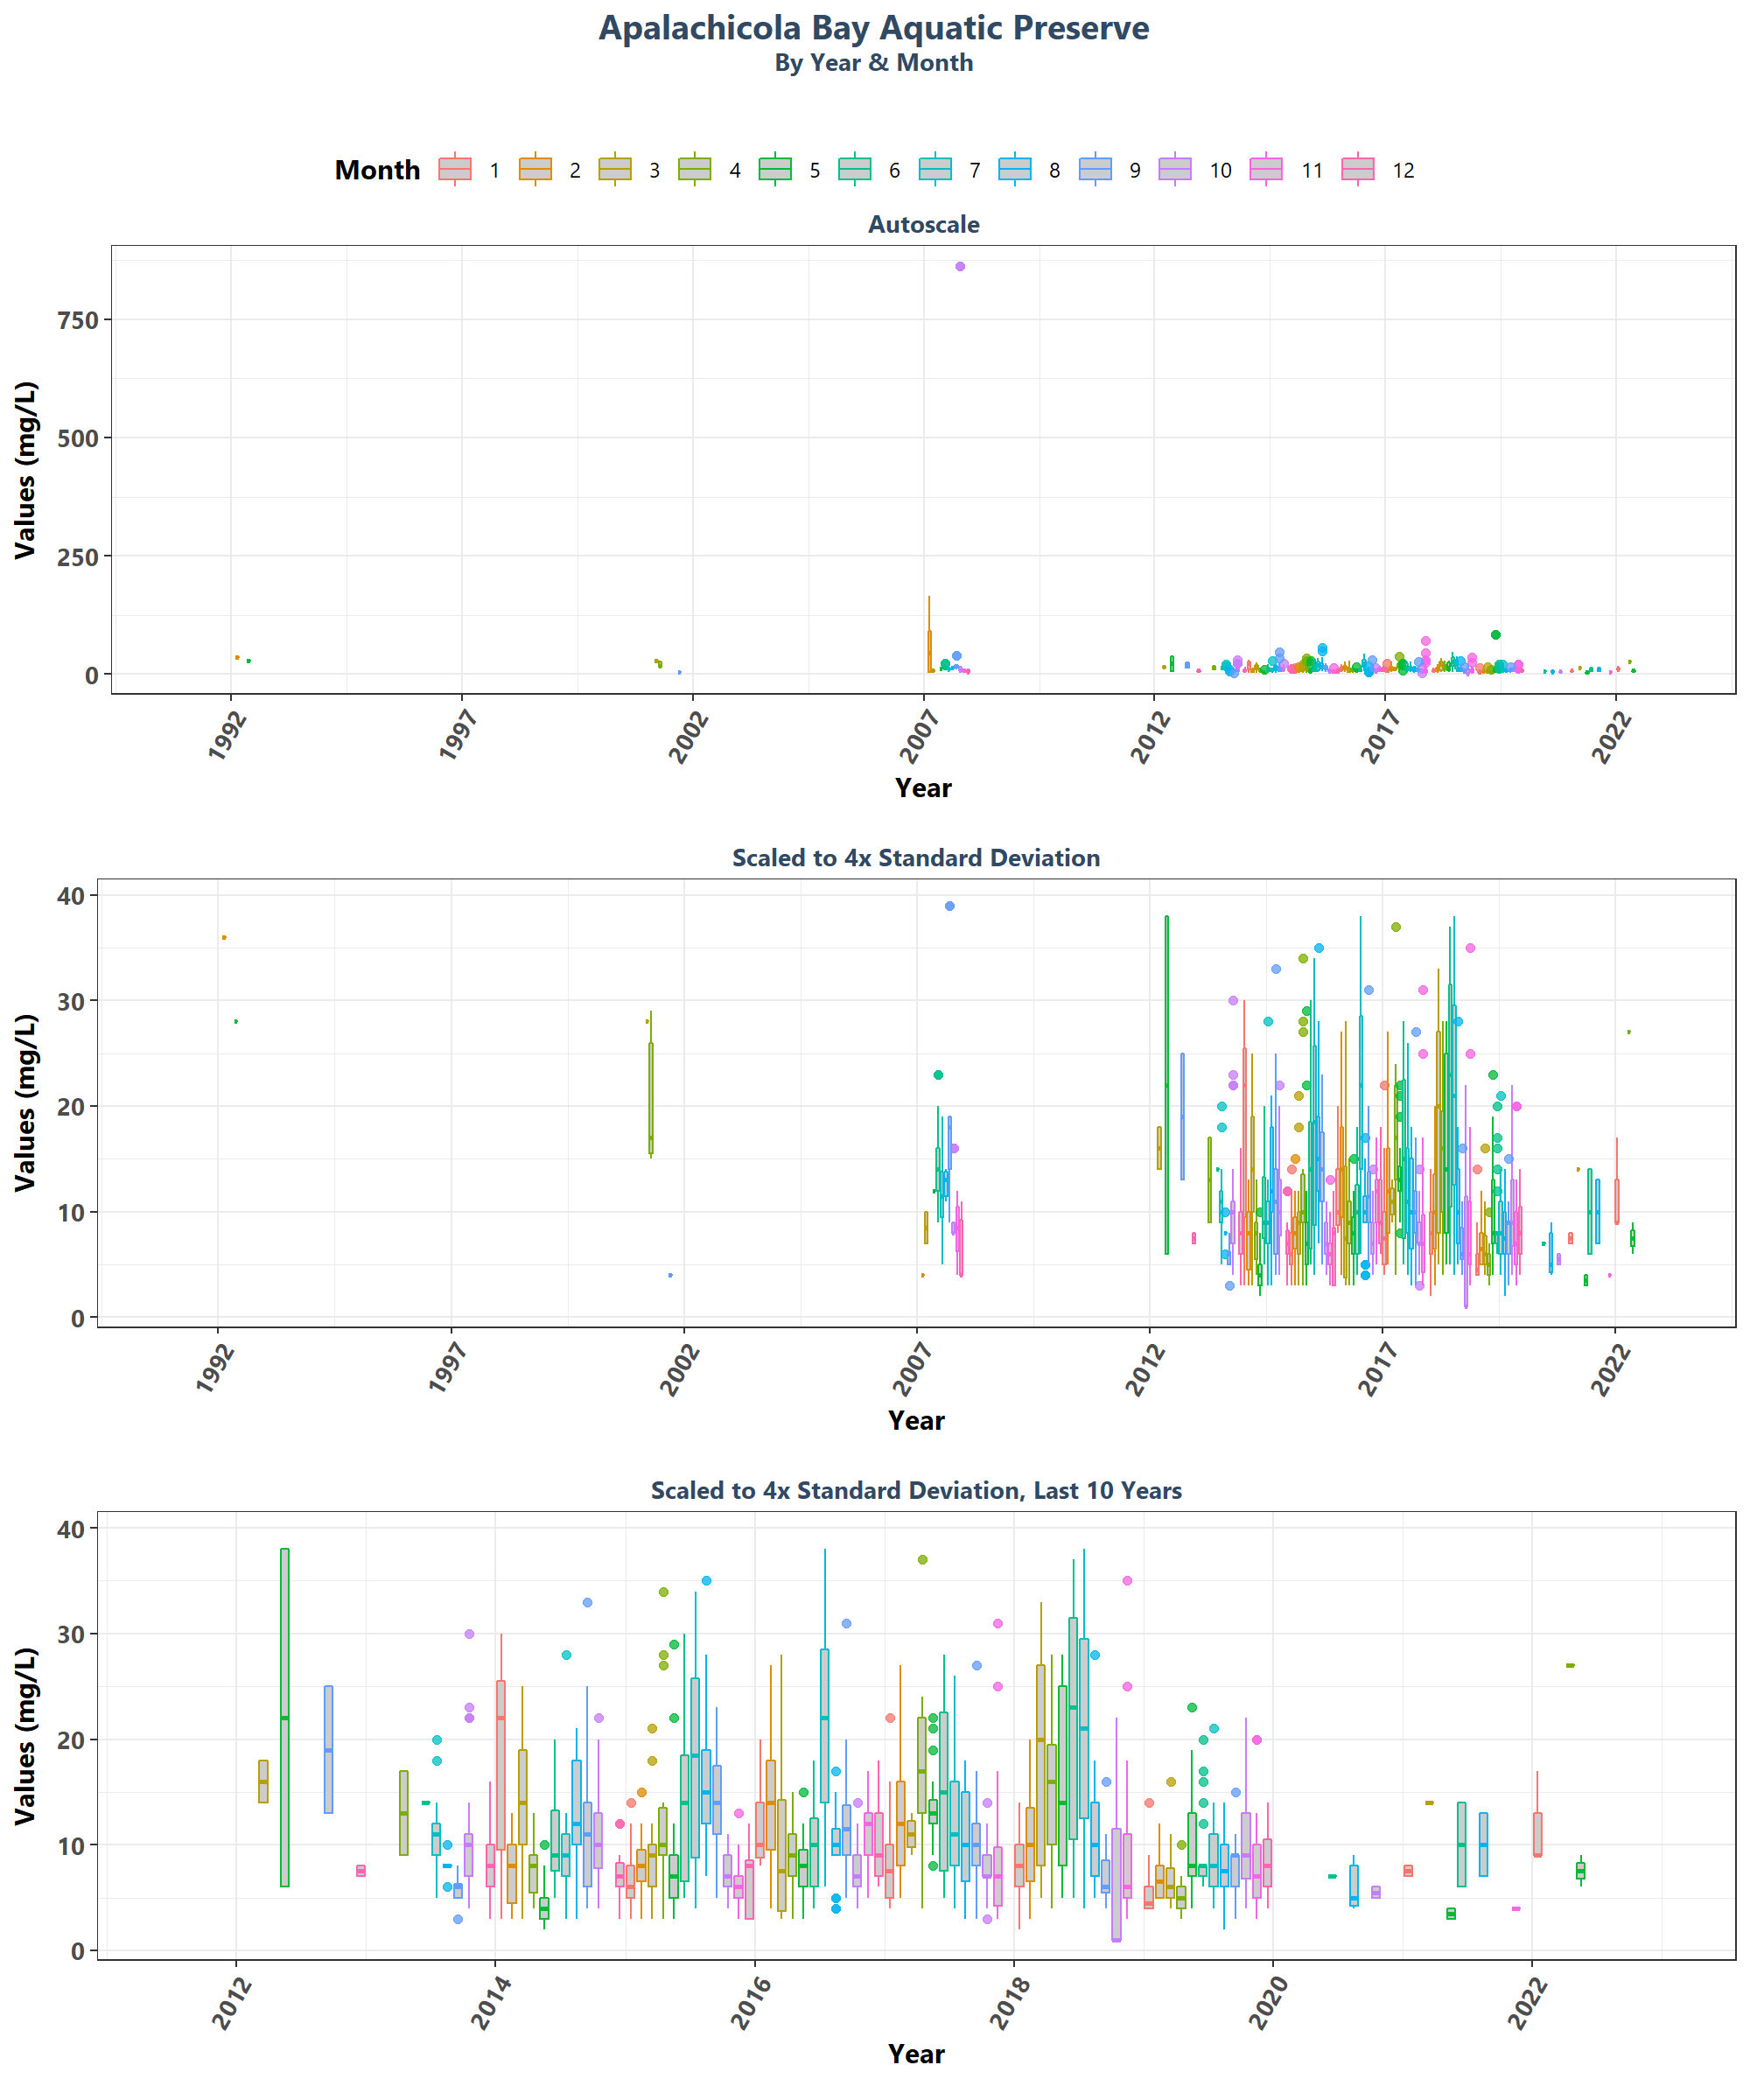 Apalachicola Bay Aquatic Preserve
By Year & Month
Month 1 2 3 4 5 6 7 8 9 10 11 12
Autoscale
Values (mg/L)
750
500
250
0
1992 1997 2002 2007 2012 2017 2022
Year
Scaled to 4x Standard Deviation
Values (mg/L)
40
30
20
10
0
1992 1997 2002 2007 2012 2017 2022
Year
Scaled to 4x Standard Deviation, Last 10 Years
Values (mg/L)
40
30
20
10
0
2012 2014 2016 2018 2020 2022
Year